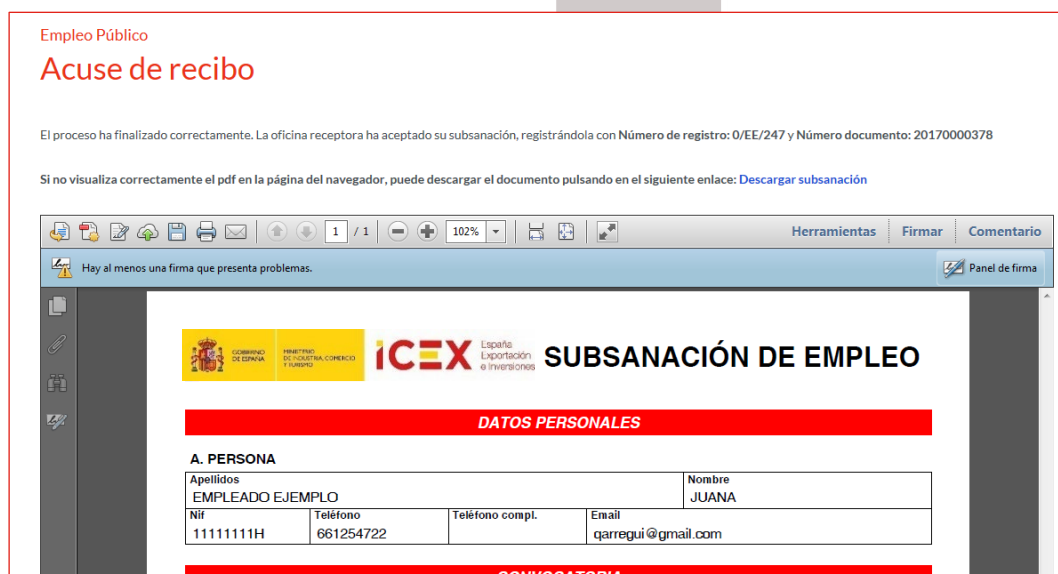 Empleo Público
Acuse de recibo
El proceso ha finalizado correctamente. La oficina receptora ha aceptado su subsanación, registrándola con Número de registro: 0/EE/247 y Número documento: 20170000378
Si no visualiza correctamente el pdf en la página del navegador, puede descargar el documento pulsando en el siguiente enlace: Descargar subsanación
1 / 1 102% Herramientas Firmar Comentario
Hay al menos una firma que presenta problemas. Panel de firma
GOBIERNO
DE ESPAÑA
MINISTERIO
DE INDUSTRIA, COMERCIO
Y TURISMO
ICEX
España
Exportación
e Inversiones
SUBSANACIÓN DE EMPLEO
DATOS PERSONALES
A. PERSONA
Apellidos Nombre
EMPLEADO EJEMPLO JUANA
Nif Teléfono Teléfono compl. Email
11111111H 661254722 qarregui@gmail.com
CONVOCATORIA